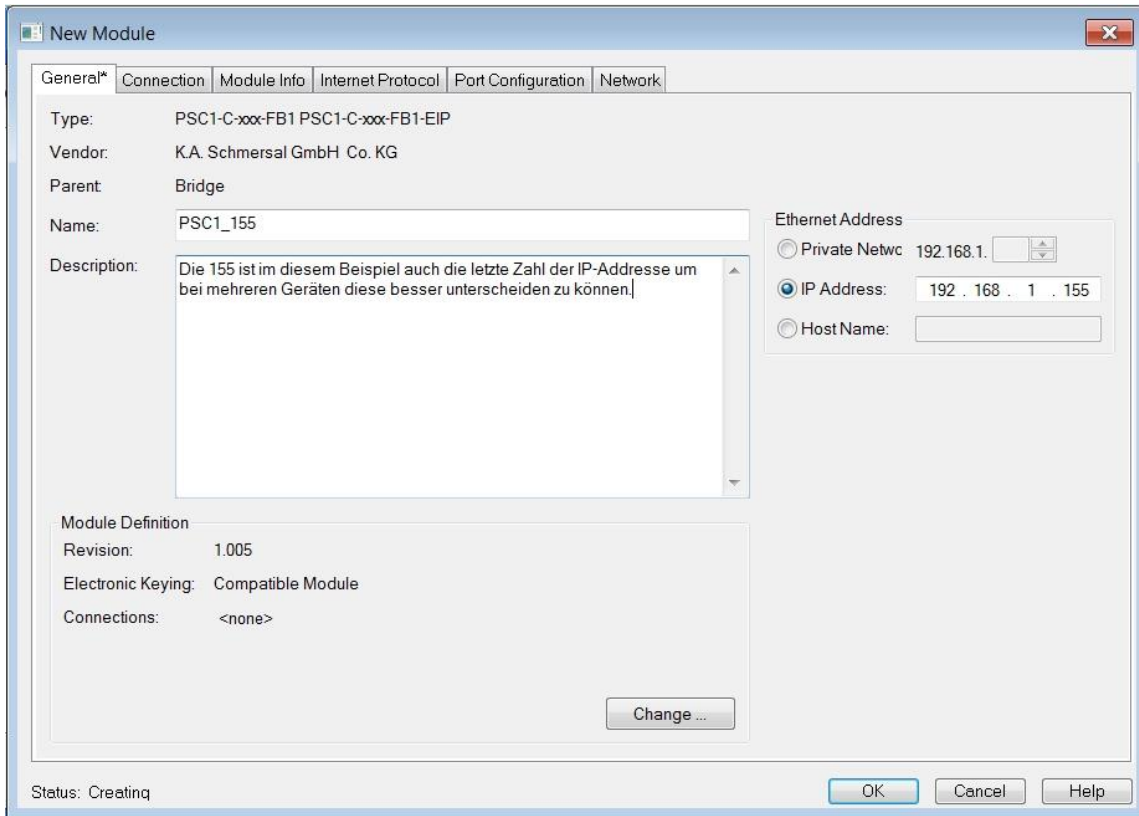 New Module
General* Connection Module Info Internet Protocol Port Configuration Network
Type: PSC1-C-xxx-FB1 PSC1-C-xxx-FB1-EIP
Vendor: K.A. Schmersal GmbH Co. KG
Parent: Bridge
Name: PSC1_155
Description: Die 155 ist im diesem Beispiel auch die letzte Zahl der IP-Addresse um
bei mehreren Geräten diese besser unterscheiden zu können.
Ethernet Address
Private Netwc 192.168.1.
IP Address: 192 . 168 . 1 . 155
Host Name:
Module Definition
Revision: 1.005
Electronic Keying: Compatible Module
Connections: <none>
Change ...
Status: Creating
OK Cancel Help